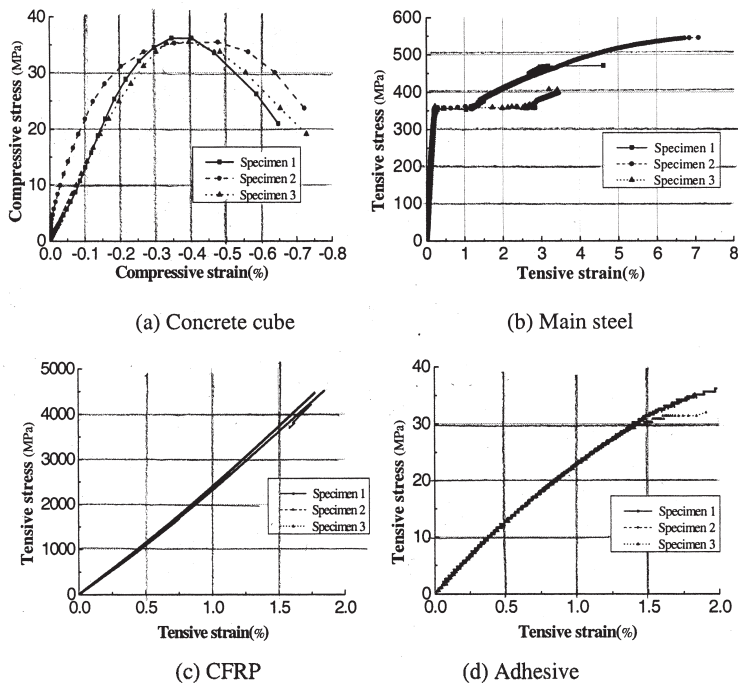 40
30
20
10
0
Compressive stress (MPa)
Specimen 1
Specimen 2
Specimen 3
0.0 -0.1 -0.2 -0.3 -0.4 -0.5 -0.6 -0.7 -0.8
Compressive strain(%)
(a) Concrete cube
600
500
400
300
200
100
0
Tensive stress (MPa)
Specimen 1
Specimen 2
Specimen 3
0 1 2 3 4 5 6 7 8
Tensive strain(%)
(b) Main steel
5000
4000
3000
2000
1000
0
Tensive stress (MPa)
Specimen 1
Specimen 2
Specimen 3
0.0 0.5 1.0 1.5 2.0
Tensive strain(%)
(c) CFRP
40
30
20
10
0
Tensive stress (MPa)
Specimen 1
Specimen 2
Specimen 3
0.0 0.5 1.0 1.5 2.0
Tensive strain(%)
(d) Adhesive